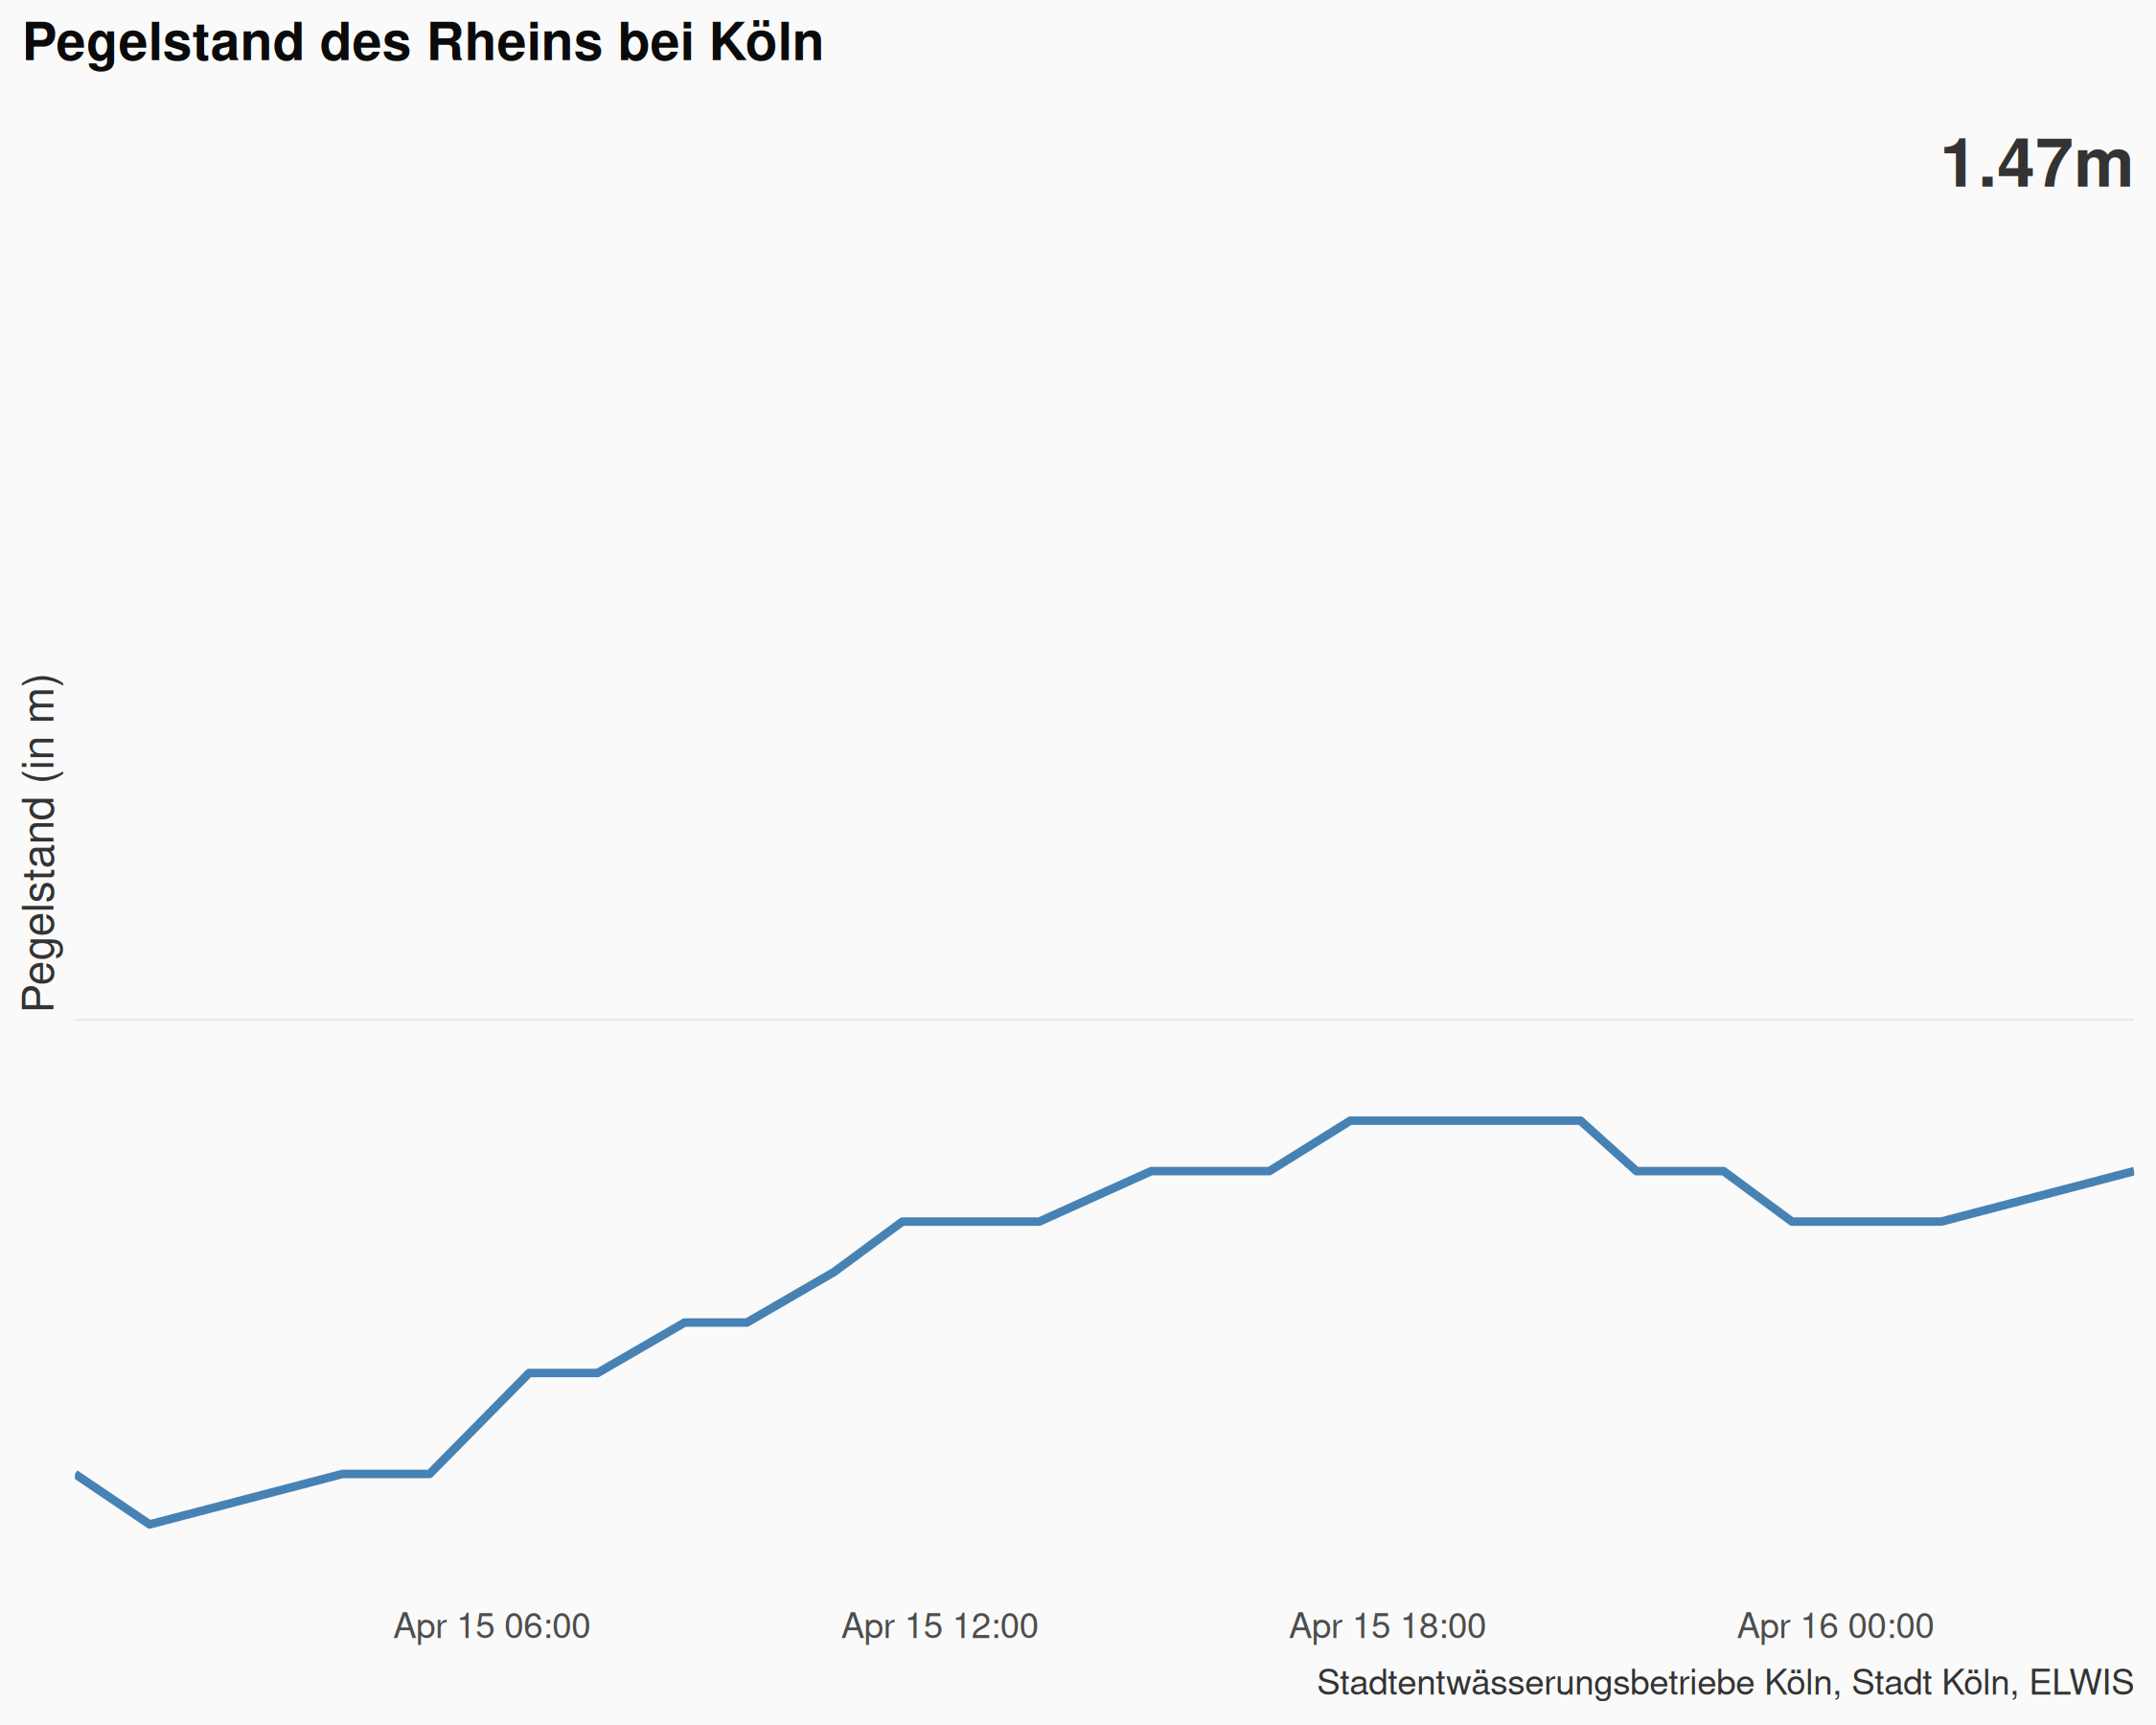 Pegelstand des Rheins bei Köln
1.47m
Pegelstand (in m)
Apr 15 06:00 Apr 15 12:00 Apr 15 18:00 Apr 16 00:00
Stadtentwässerungsbetriebe Köln, Stadt Köln, ELWIS